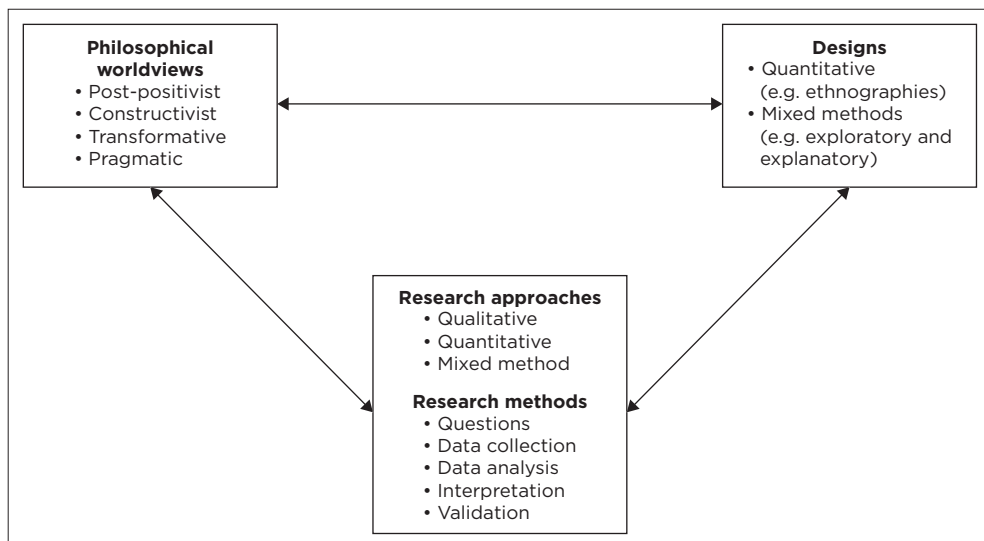 Philosophical
worldviews
• Post-positivist
• Constructivist
• Transformative
• Pragmatic
Designs
• Quantitative
(e.g. ethnographies)
• Mixed methods
(e.g. exploratory and
explanatory)
Research approaches
• Qualitative
• Quantitative
• Mixed method
Research methods
• Questions
• Data collection
• Data analysis
• Interpretation
• Validation